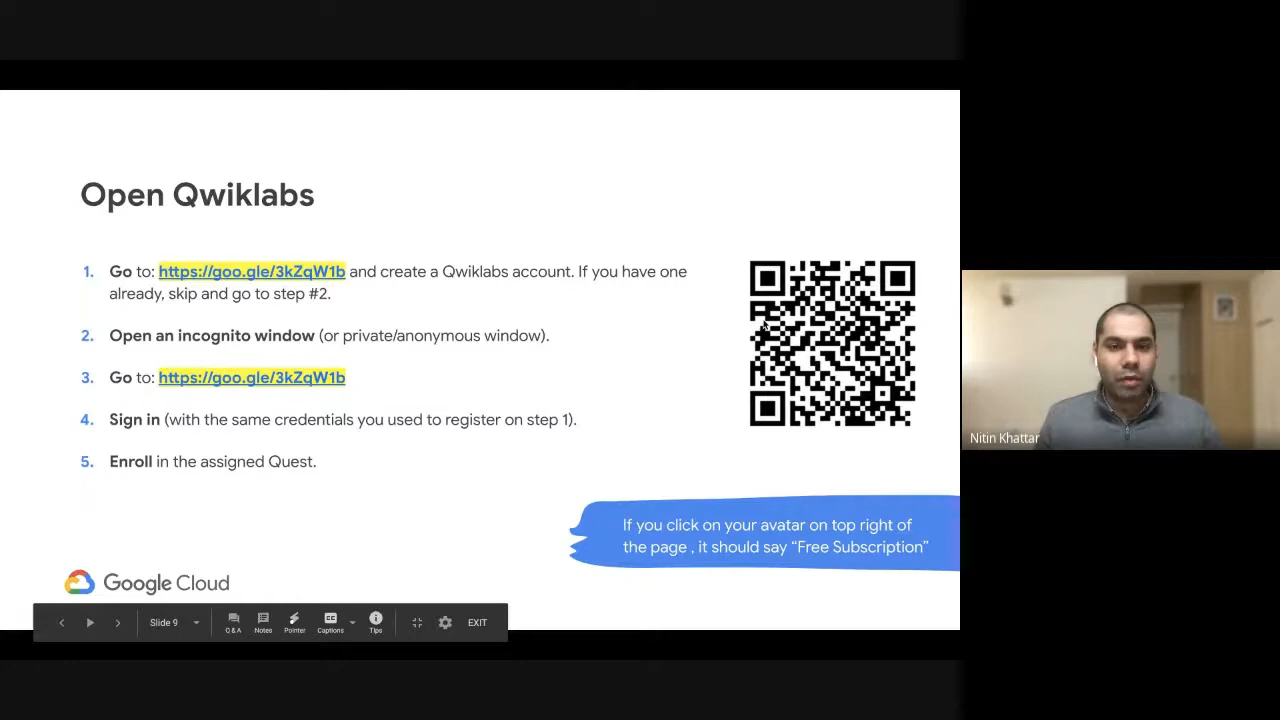 Open Qwiklabs
1. Go to: https://goo.gle/3kZqW1b and create a Qwiklabs account. If you have one
already, skip and go to step #2.
2. Open an incognito window (or private/anonymous window).
3. Go to: https://goo.gle/3kZqW1b
4. Sign in (with the same credentials you used to register on step 1).
5. Enroll in the assigned Quest.
Nitin Khattar
If you click on your avatar on top right of
the page , it should say “Free Subscription”
Google Cloud
Slide 9
Q & A
Notes
Pointer
CC
Captions
Tips
EXIT